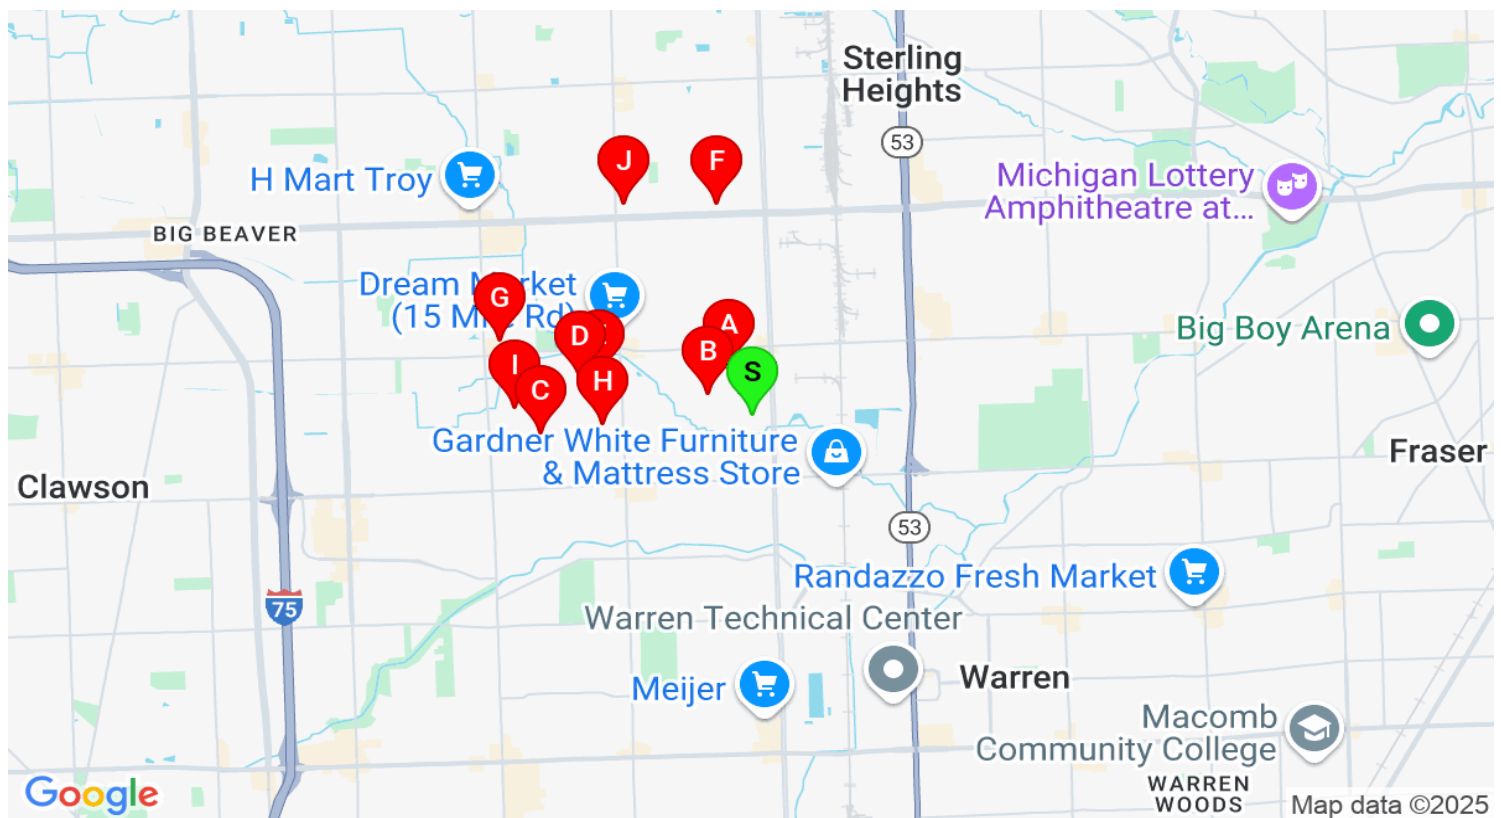 Sterling
Heights
53
J
F
H Mart Troy
Michigan Lottery
Amphitheatre at...
BIG BEAVER
Dream Market
(15 Mile Rd)
G
A
D
B
I
C
H
S
Big Boy Arena
Gardner White Furniture
& Mattress Store
Fraser
Clawson
53
Randazzo Fresh Market
75
Warren Technical Center
Meijer
Warren
Macomb
Community College
WARREN
WOODS
Google
Map data ©2025